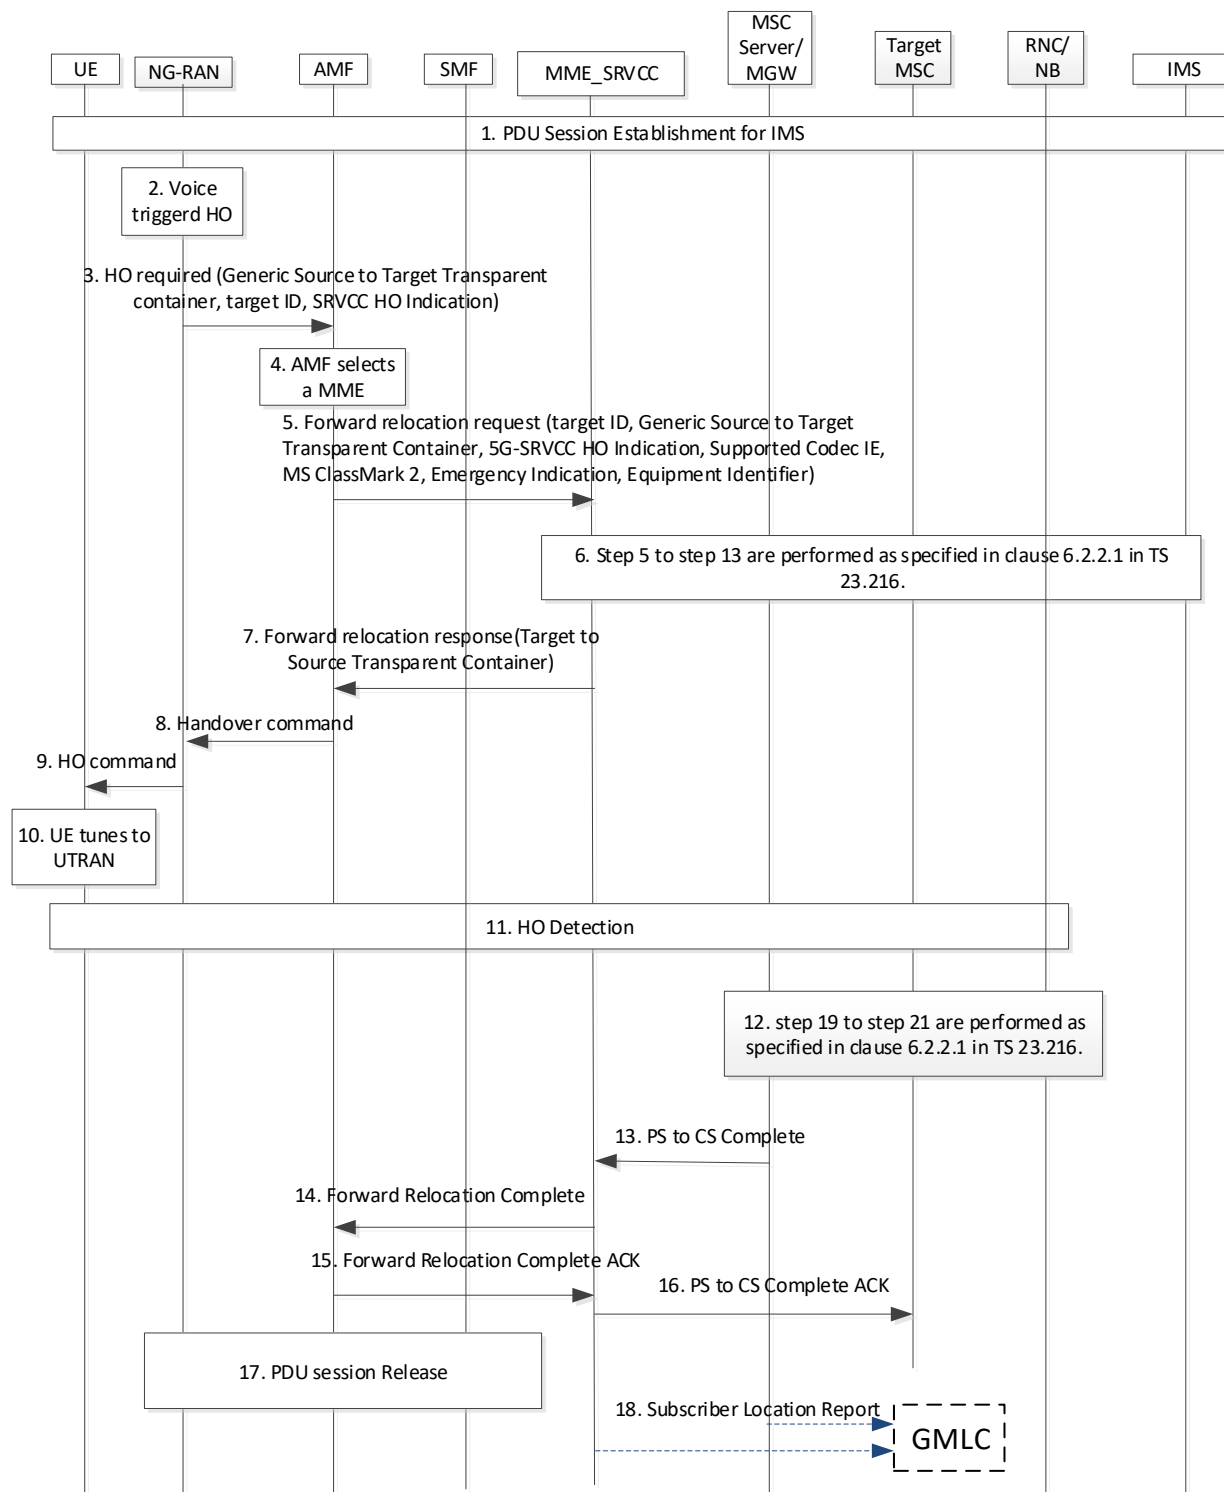 MSC
Server/
MGW
UE
NG-RAN
AMF
SMF
MME_SRVCC
Target
MSC
RNC/
NB
IMS
1. PDU Session Establishment for IMS
2. Voice
triggerd HO
3. HO required (Generic Source to Target Transparent
container, target ID, SRVCC HO Indication)
4. AMF selects
a MME
5. Forward relocation request (target ID, Generic Source to Target
Transparent Container, 5G-SRVCC HO Indication, Supported Codec IE,
MS ClassMark 2, Emergency Indication, Equipment Identifier)
6. Step 5 to step 13 are performed as specified in clause 6.2.2.1 in TS
23.216.
7. Forward relocation response(Target to
Source Transparent Container)
8. Handover command
9. HO command
10. UE tunes to
UTRAN
11. HO Detection
12. step 19 to step 21 are performed as
specified in clause 6.2.2.1 in TS 23.216.
13. PS to CS Complete
14. Forward Relocation Complete
15. Forward Relocation Complete ACK
16. PS to CS Complete ACK
17. PDU session Release
18. Subscriber Location Report
GMLC